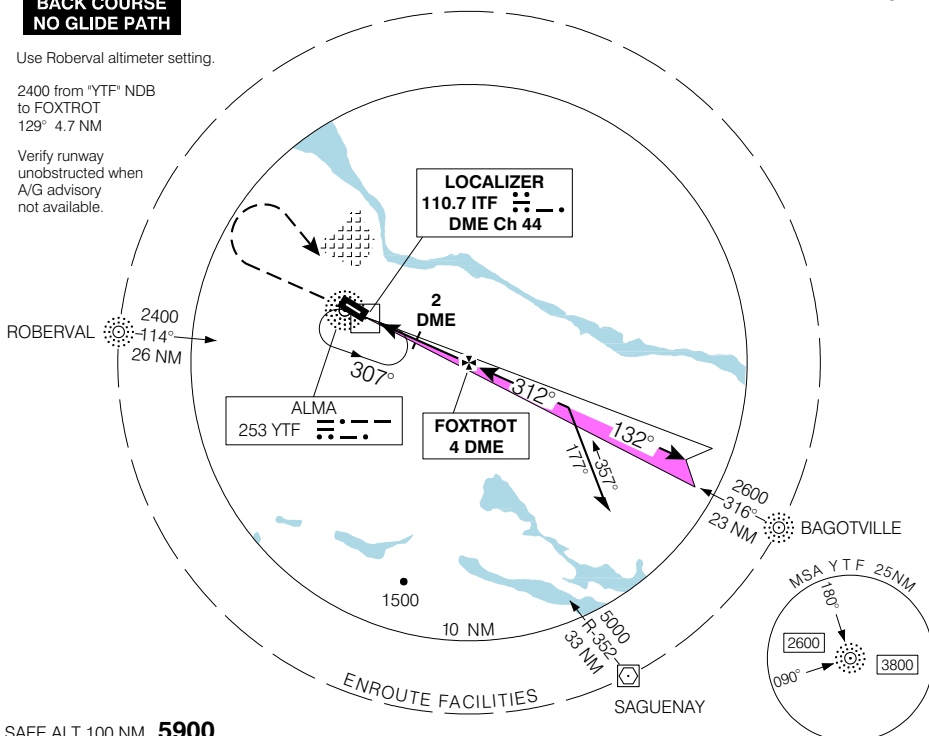 BACK COURSE
NO GLIDE PATH
Use Roberval altimeter setting.
2400 from "YTF" NDB
to FOXTROT
129° 4.7 NM
Verify runway
unobstructed when
A/G advisory
not available.
LOCALIZER
110.7 ITF
DME Ch 44
2
DME
ROBERVAL
2400
114°
26 NM
307°
ALMA
253 YTF
FOXTROT
4 DME
312°
132°
177°
357°
2600
316°
23 NM
BAGOTVILLE
1500
10 NM
5000
R-352
33 NM
SAGUENAY
ENROUTE FACILITIES
MSA YTF 25NM
180°
2600
090°
3800
SAFE ALT 100 NM 5900